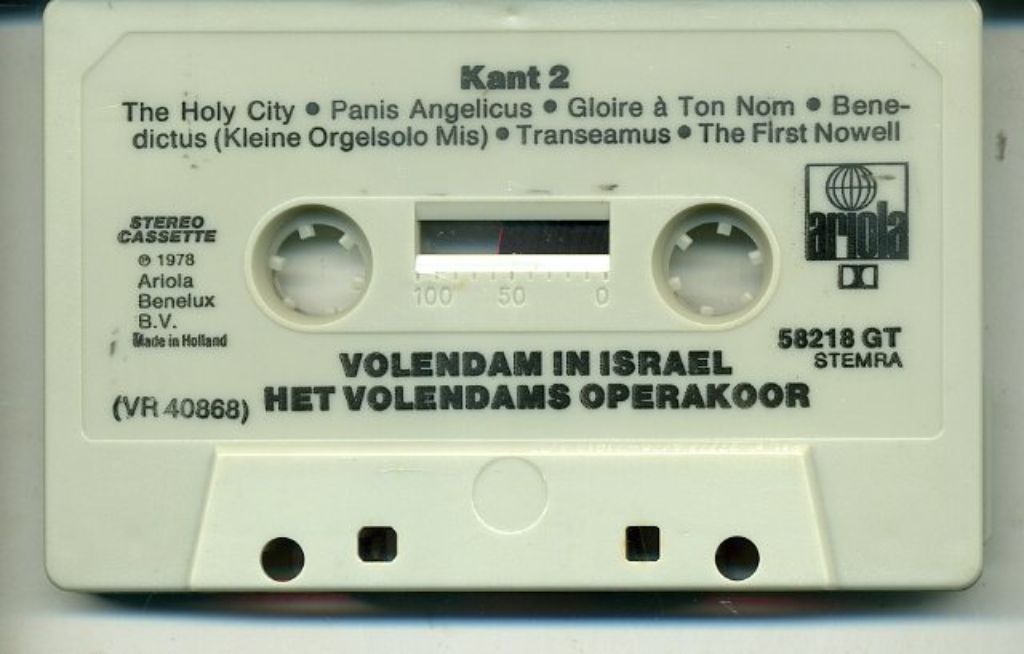 Kant 2
The Holy City • Panis Angelicus • Gloire à Ton Nom • Bene-
dictus (Kleine Orgelsolo Mis) • Transeamus • The First Nowell
ariola
STEREO
CASSETTE
℗ 1978
Ariola
Benelux
B.V.
Made in Holland
100 50 0
58218 GT
STEMRA
VOLENDAM IN ISRAEL
(VR 40868) HET VOLENDAMS OPERAKOOR